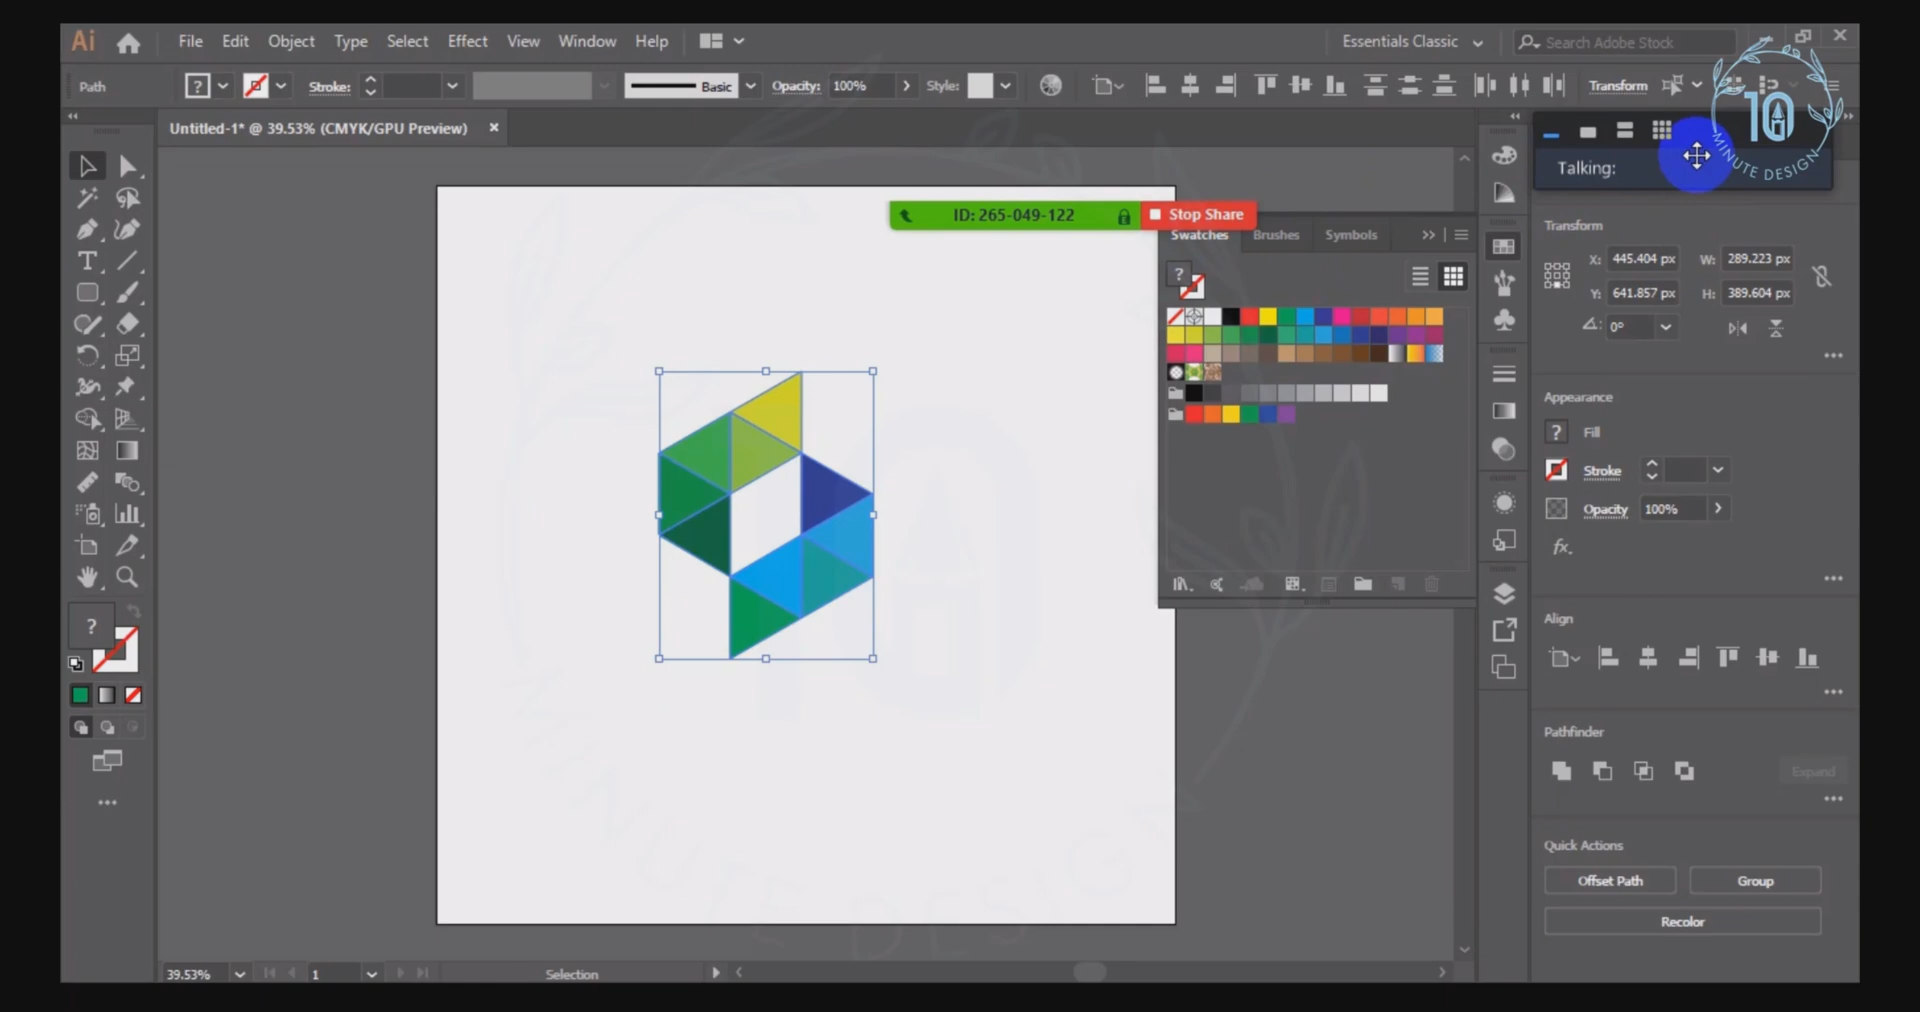 Ai File Edit Object Type Select Effect View Window Help Essentials Classic Search Adobe Stock
Path Stroke: Basic Opacity: 100% Style: Transform
10
MINUTE DESIGN
Untitled-1* @ 39.53% (CMYK/GPU Preview)
Talking:
ID: 265-049-122 Stop Share
Swatches Brushes Symbols
Transform
X: 445.404 px W: 289.223 px
Y: 641.857 px H: 389.604 px
0°
Appearance
? Fill
Stroke
Opacity 100%
fx.
Align
Pathfinder
Expand
Quick Actions
Offset Path Group
Recolor
39.53% 1 Selection
MINUTE DESIGN